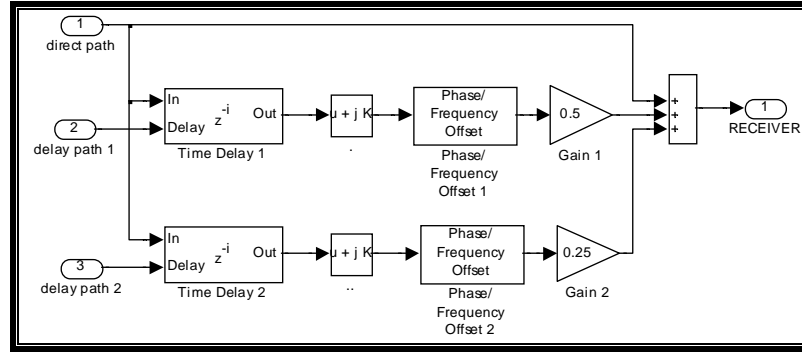 1
direct path
In
Delay
z-i
Out
Time Delay 1
2
delay path 1
u + j K
.
Phase/
Frequency
Offset
Phase/
Frequency
Offset 1
0.5
Gain 1
+
+
+
1
RECEIVER
In
Delay
z-i
Out
Time Delay 2
3
delay path 2
u + j K
..
Phase/
Frequency
Offset
Phase/
Frequency
Offset 2
0.25
Gain 2